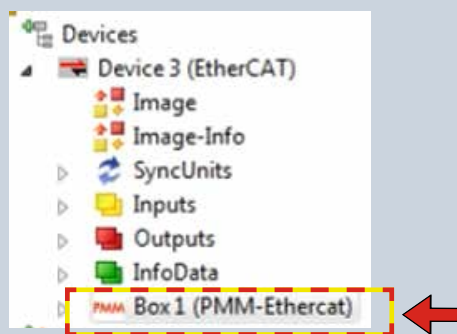 Devices
Device 3 (EtherCAT)
Image
Image-Info
SyncUnits
Inputs
Outputs
InfoData
PMM Box 1 (PMM-Ethercat)